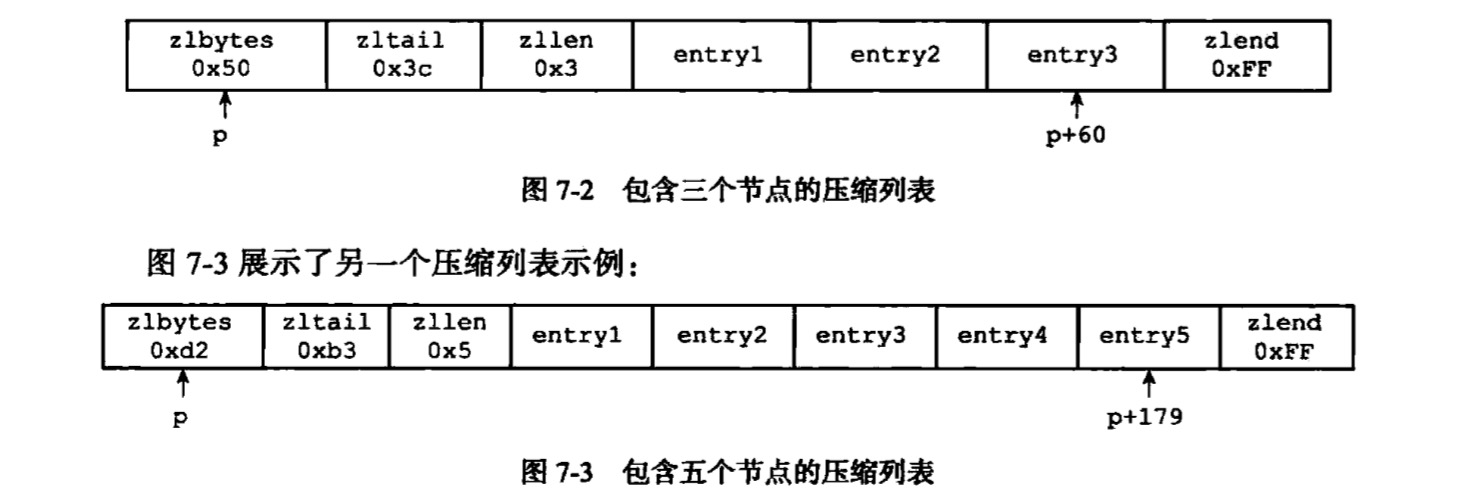 zlbytes zltail zllen entry1 entry2 entry3 zlend
0x50 0x3c 0x3 0xFF
p p+60
图 7-2 包含三个节点的压缩列表
图 7-3 展示了另一个压缩列表示例：
zlbytes zltail zllen entry1 entry2 entry3 entry4 entry5 zlend
0xd2 0xb3 0x5 0xFF
p p+179
图 7-3 包含五个节点的压缩列表